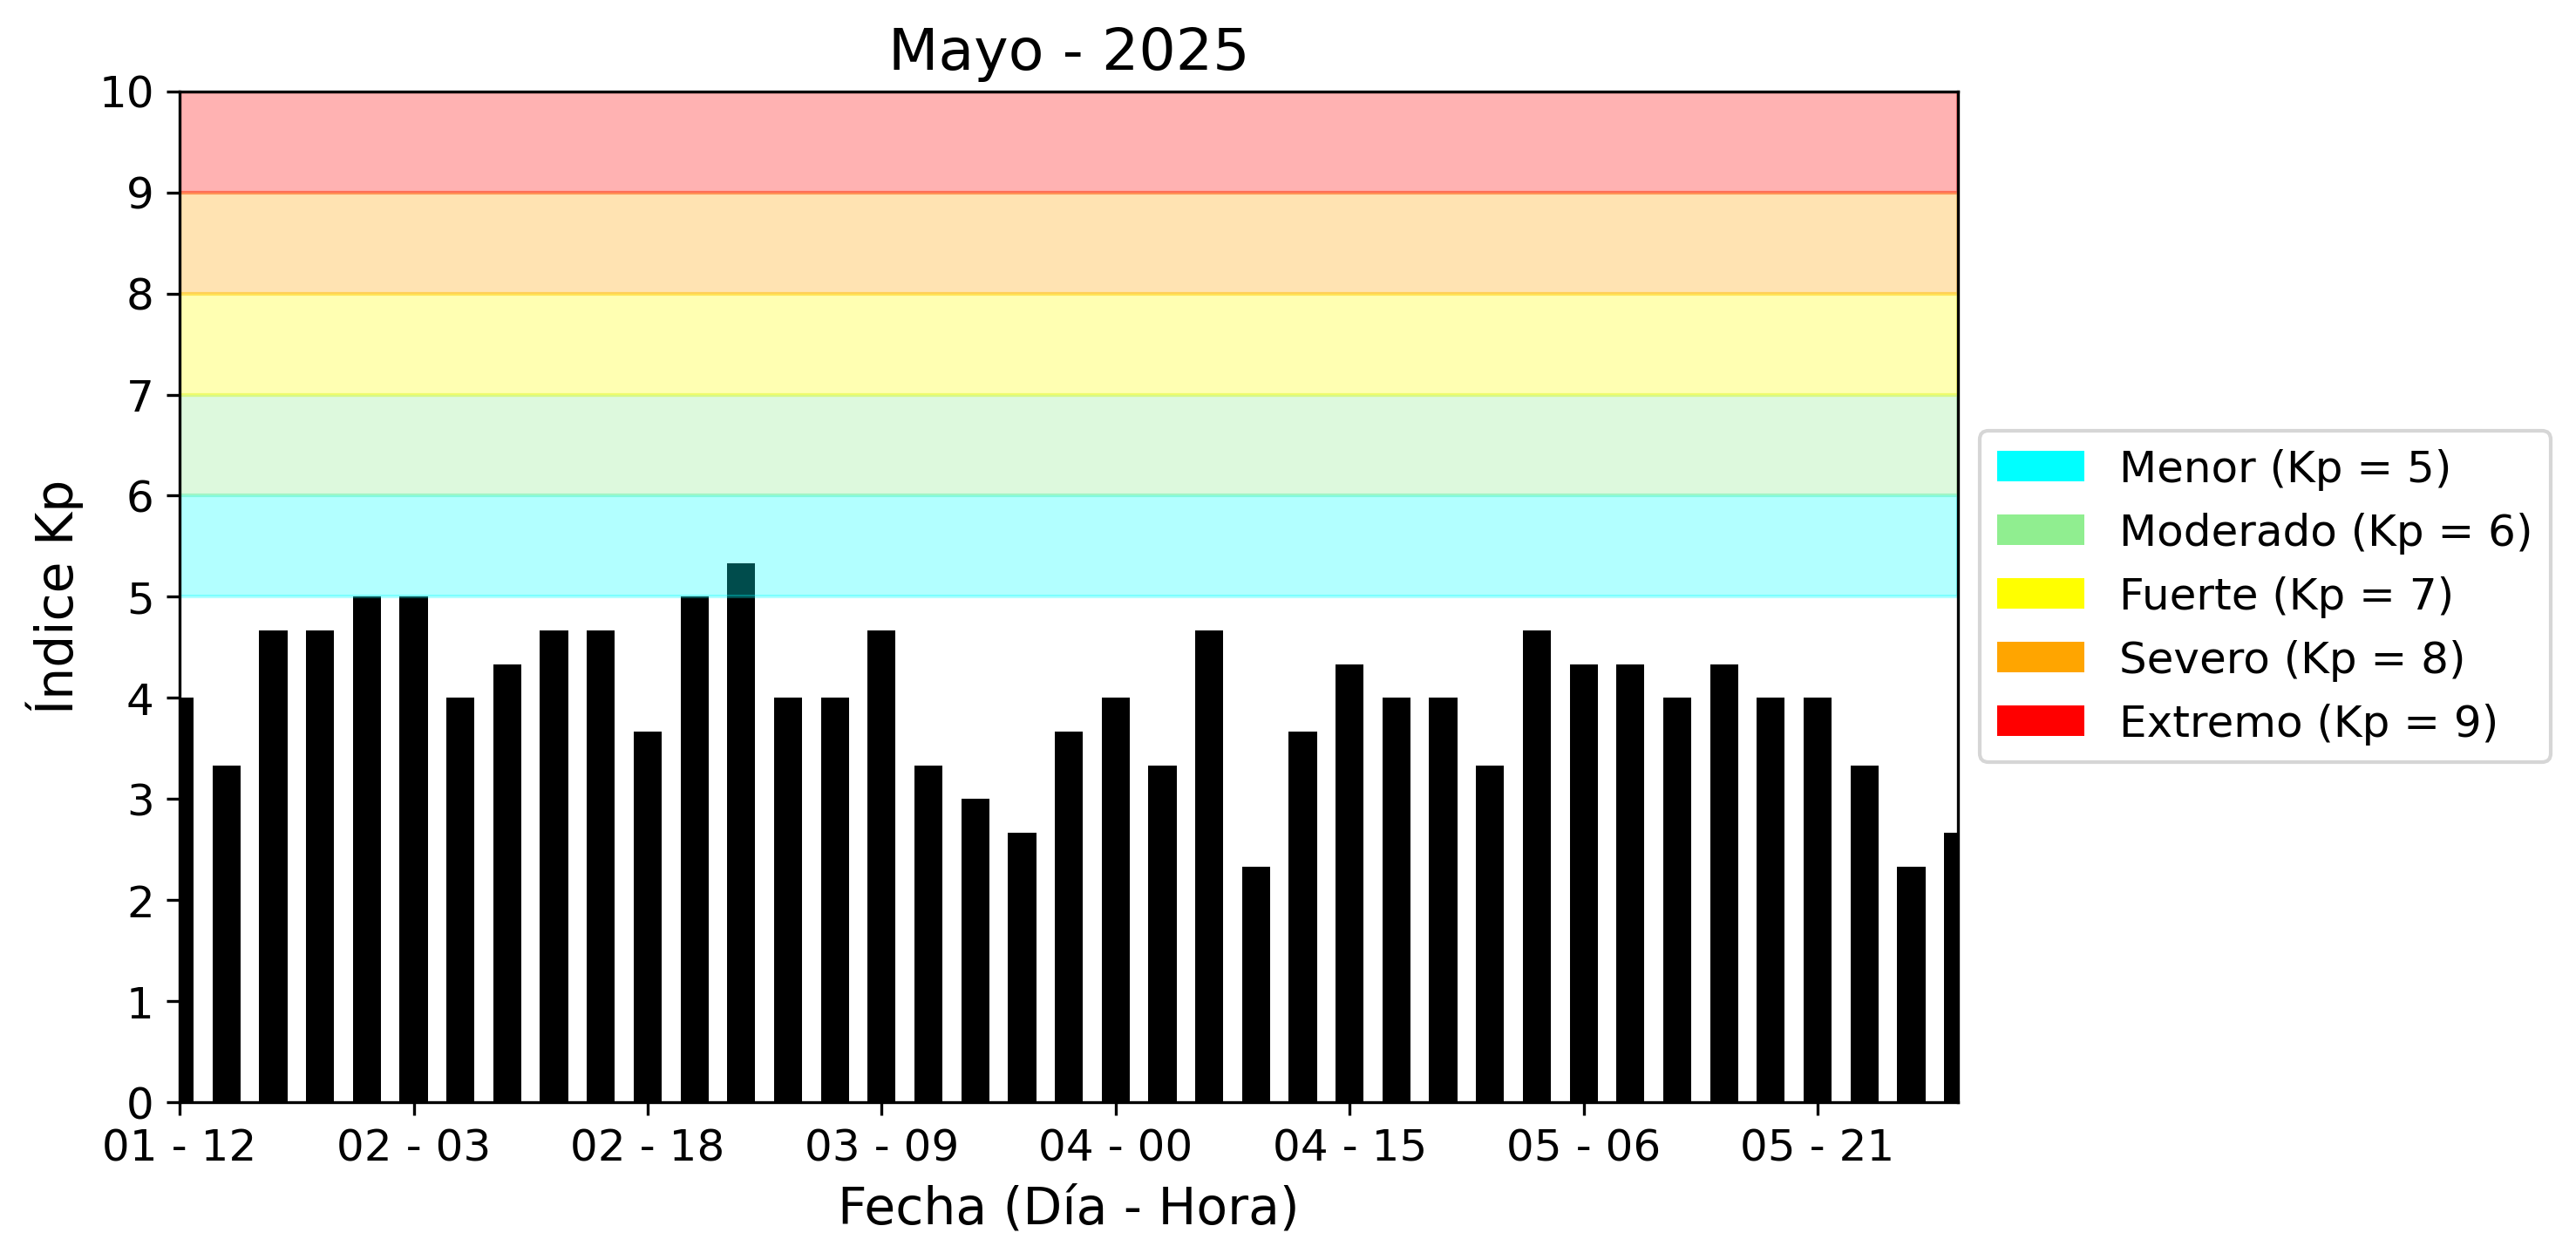 Mayo - 2025
10
9
8
7
6
5
4
3
2
1
0
Índice Kp
01 - 12
02 - 03
02 - 18
03 - 09
04 - 00
04 - 15
05 - 06
05 - 21
Fecha (Día - Hora)
Menor (Kp = 5)
Moderado (Kp = 6)
Fuerte (Kp = 7)
Severo (Kp = 8)
Extremo (Kp = 9)